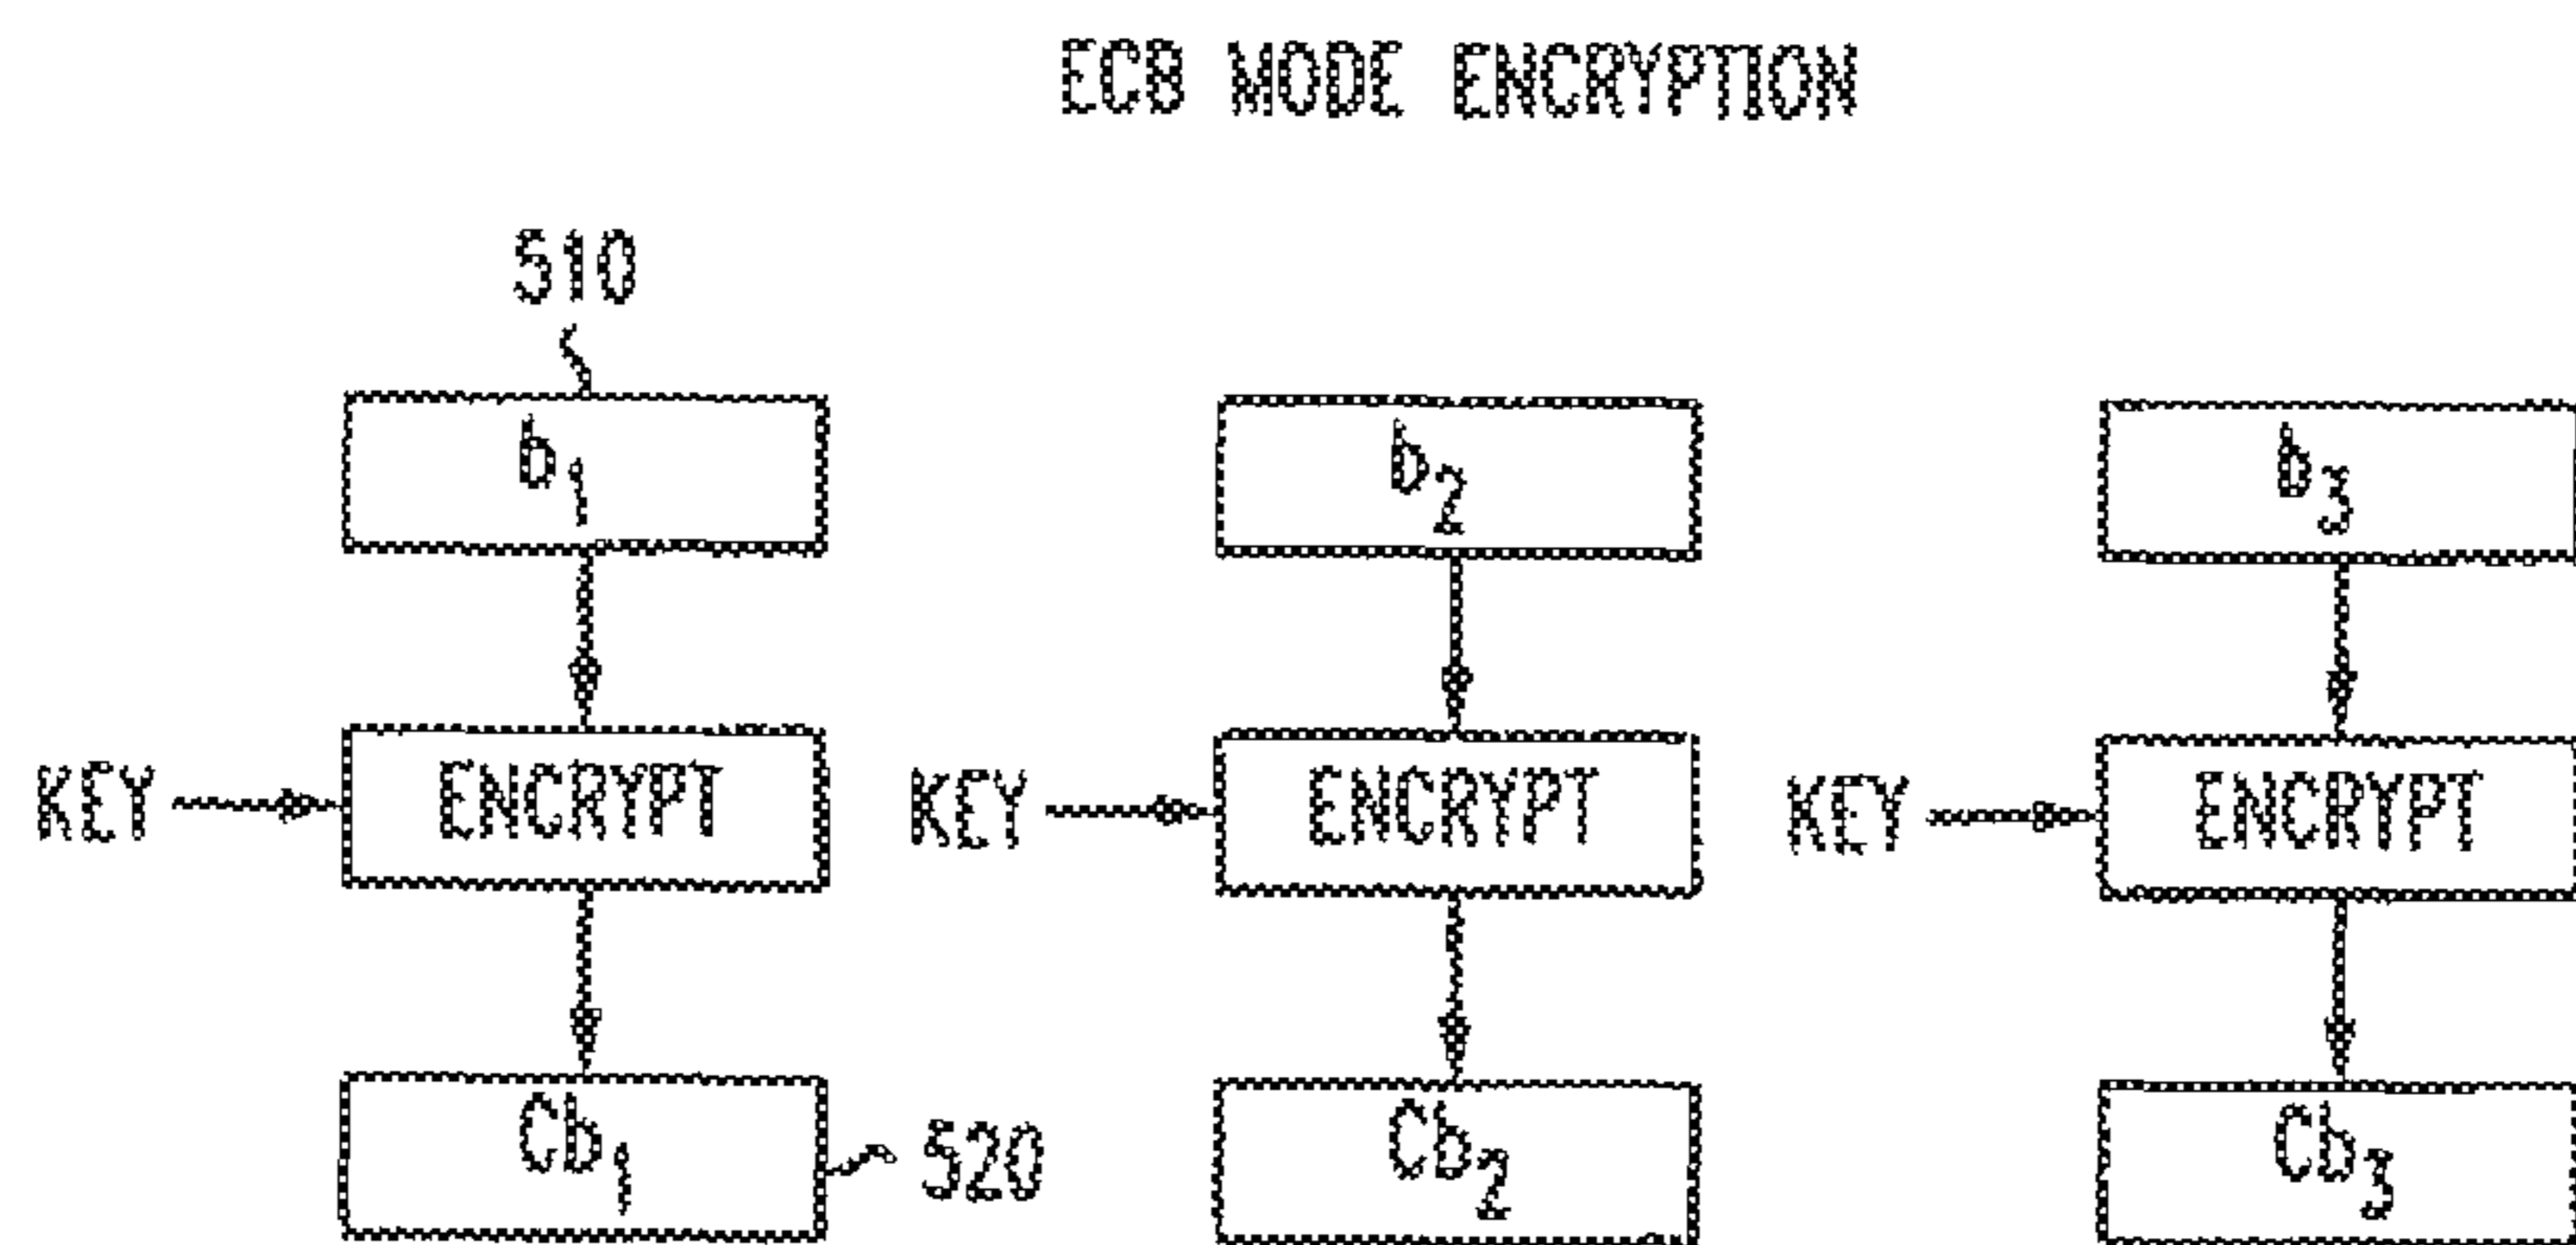 ECB MODE ENCRYPTION
510
b1 b2 b3
KEY ENCRYPT KEY ENCRYPT KEY ENCRYPT
Cb1 520 Cb2 Cb3